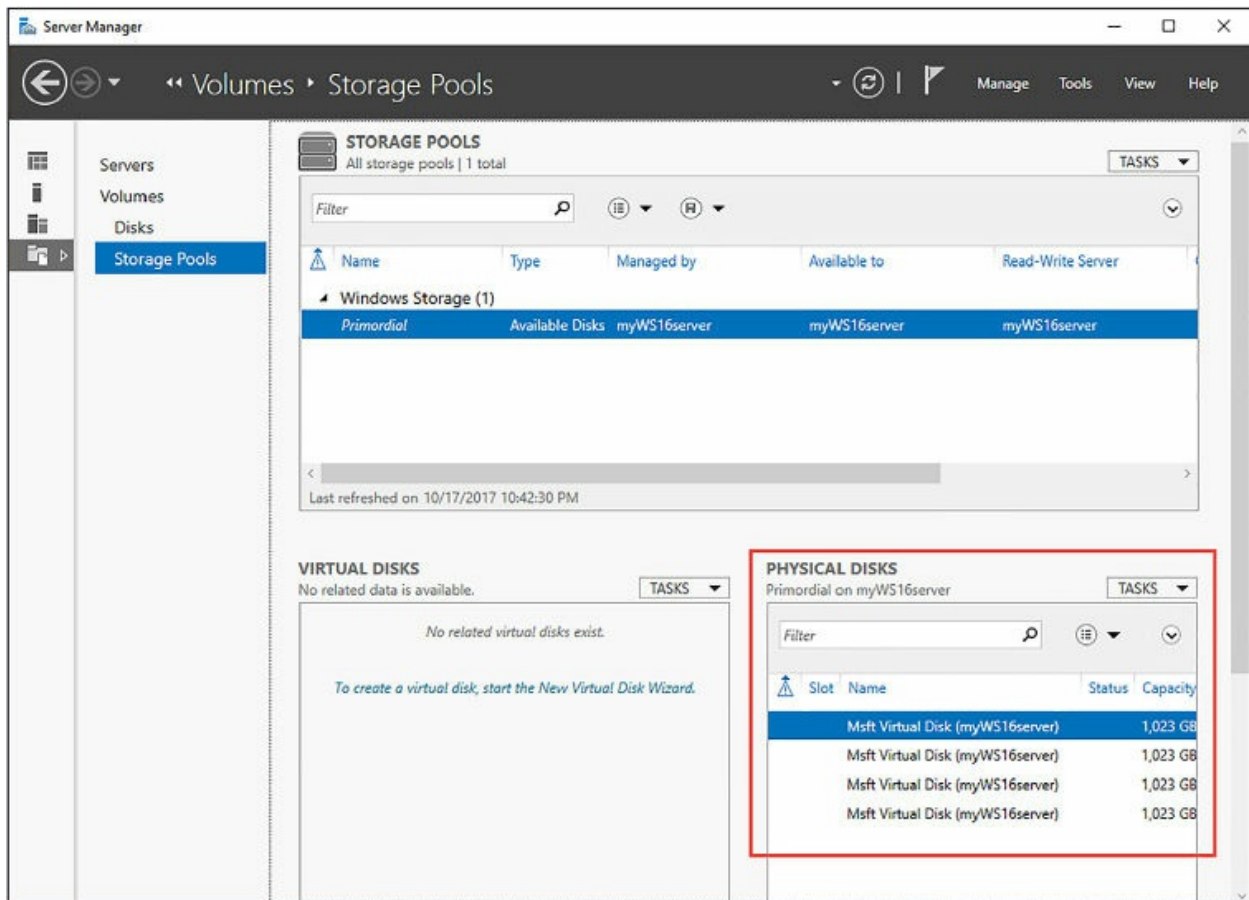 Server Manager
Volumes Storage Pools
Manage Tools View Help
Servers
Volumes
Disks
Storage Pools
STORAGE POOLS
All storage pools | 1 total
TASKS
Filter
Name Type Managed by Available to Read-Write Server
Windows Storage (1)
Primordial Available Disks myWS16server myWS16server myWS16server
Last refreshed on 10/17/2017 10:42:30 PM
VIRTUAL DISKS
No related data is available.
TASKS
No related virtual disks exist.
To create a virtual disk, start the New Virtual Disk Wizard.
PHYSICAL DISKS
Primordial on myWS16server
TASKS
Filter
Slot Name Status Capacity
Msft Virtual Disk (myWS16server) 1,023 GB
Msft Virtual Disk (myWS16server) 1,023 GB
Msft Virtual Disk (myWS16server) 1,023 GB
Msft Virtual Disk (myWS16server) 1,023 GB